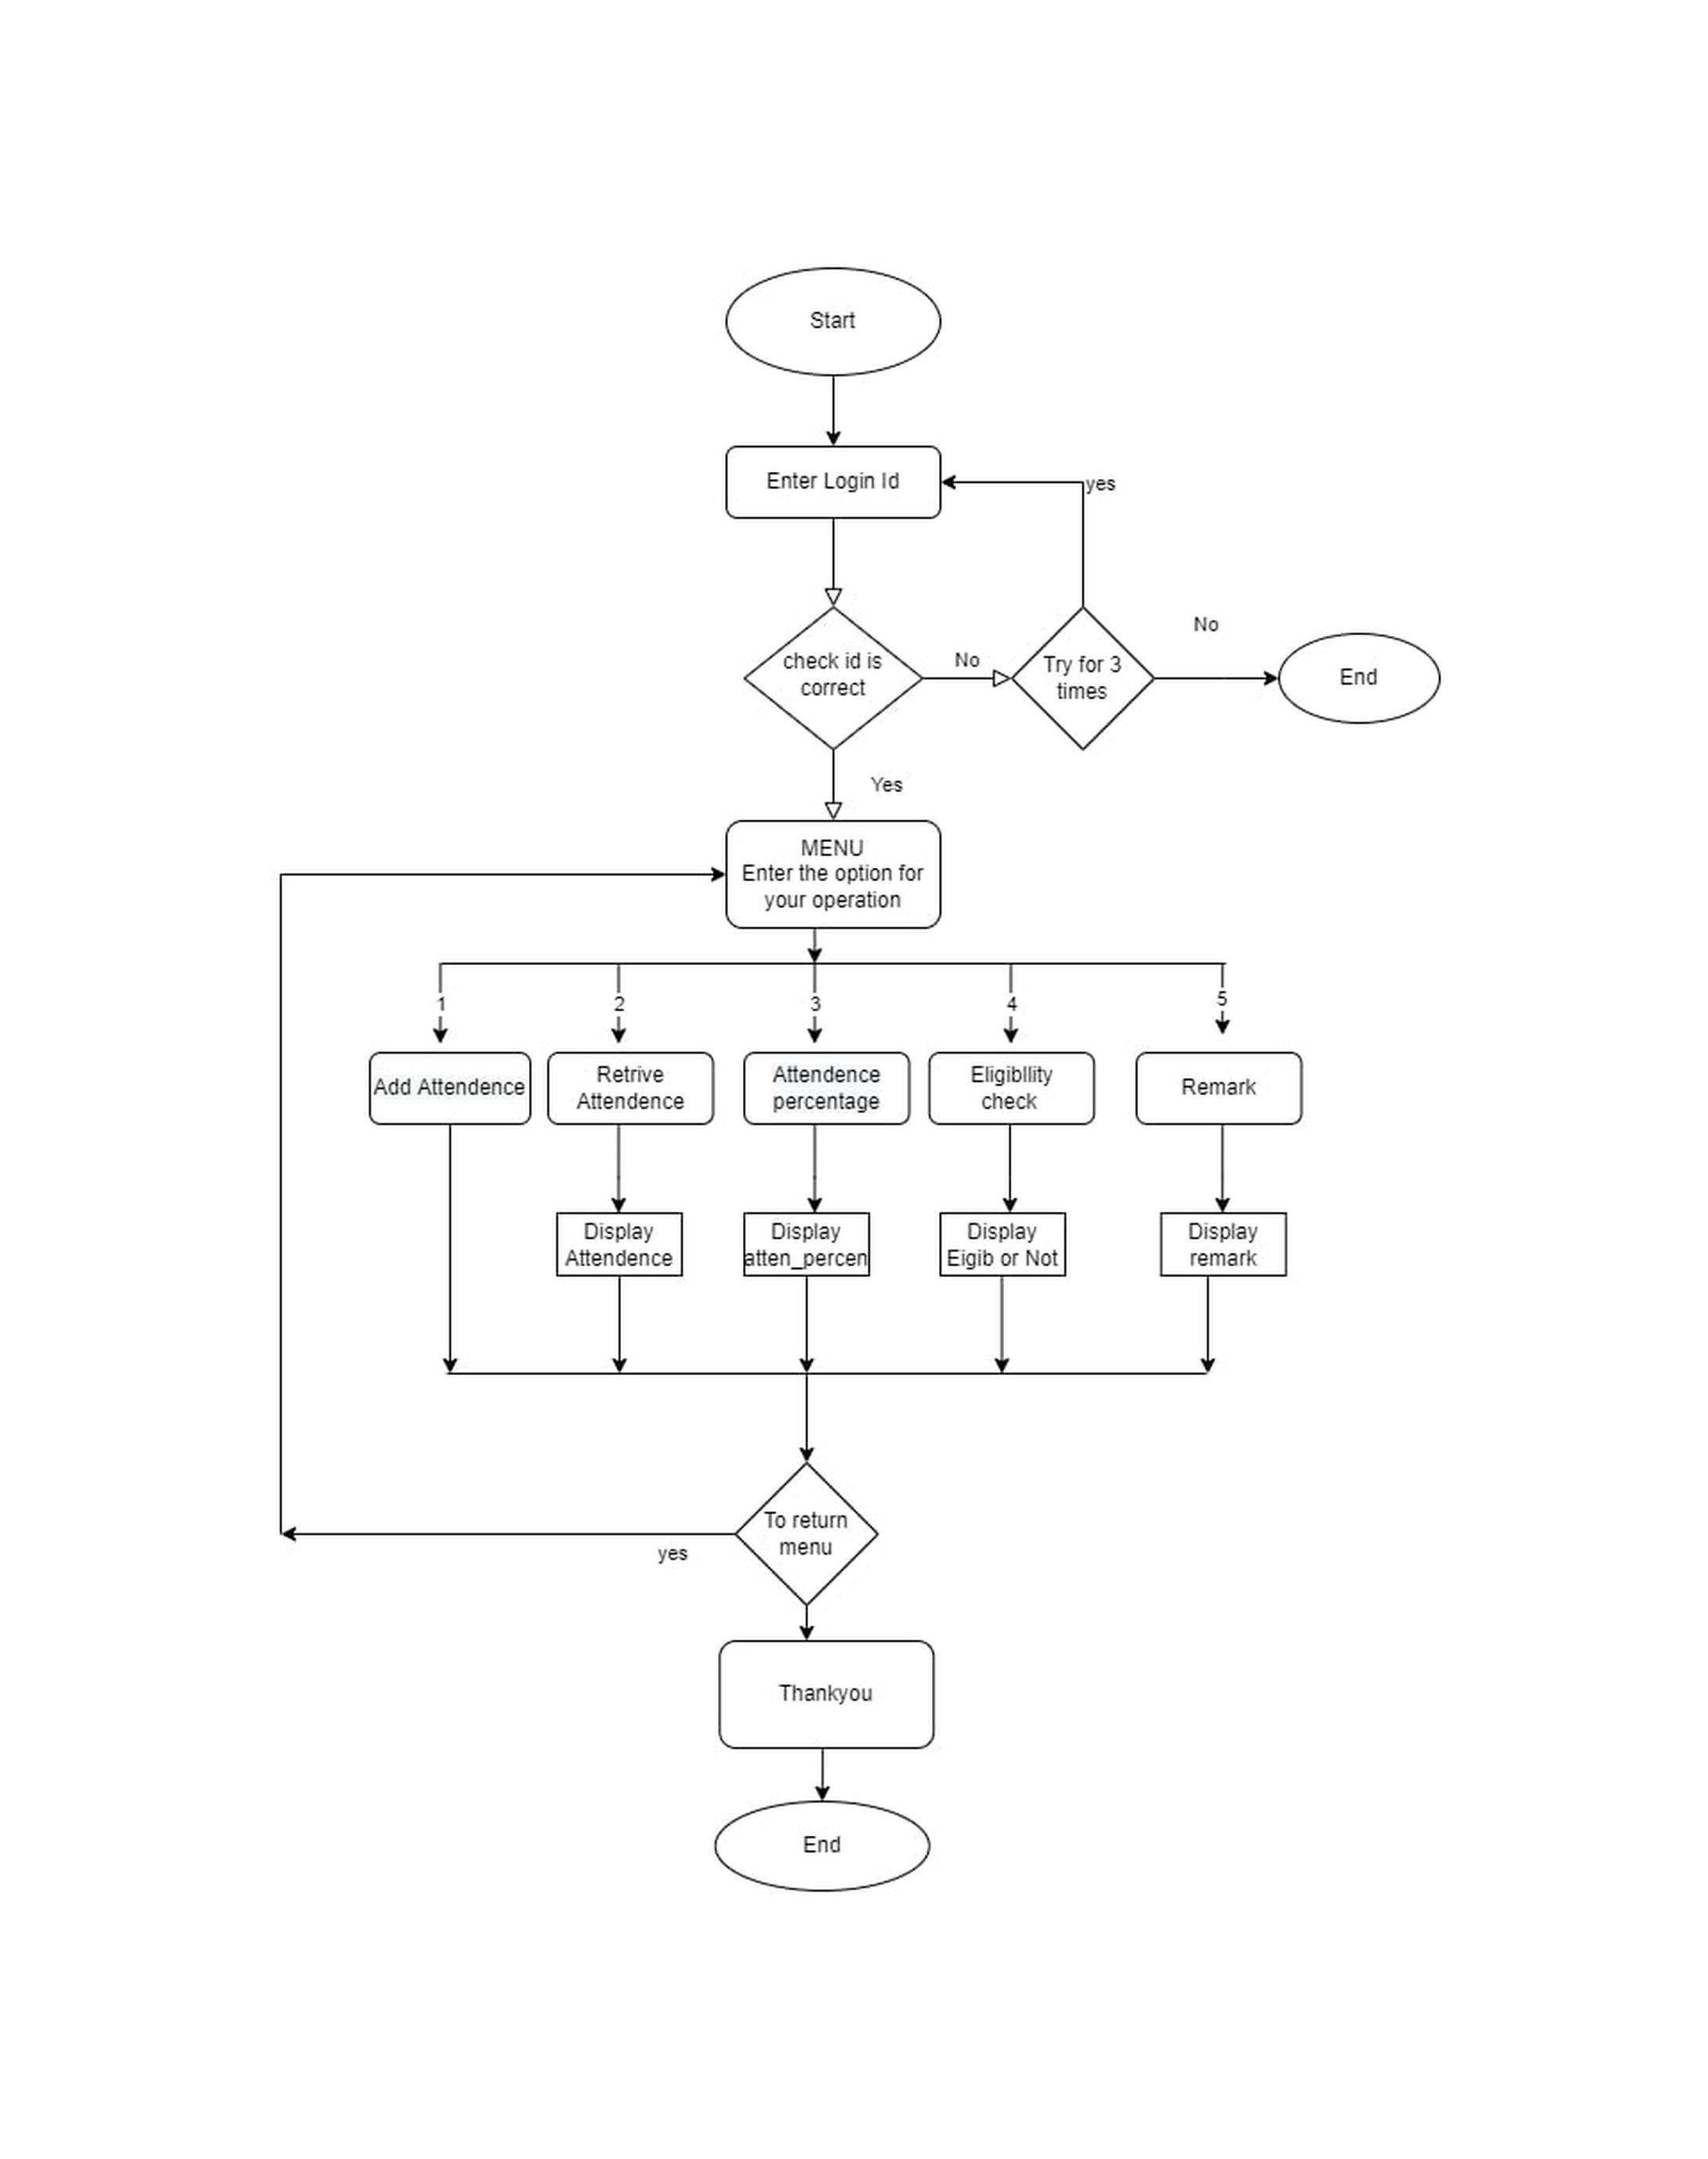 Start
Enter Login Id
yes
check id is
correct
No
Try for 3
times
No
End
Yes
MENU
Enter the option for
your operation
1
2
3
4
5
Add Attendence
Retrive
Attendence
Attendence
percentage
Eligibllity
check
Remark
Display
Attendence
Display
atten_percen
Display
Eigib or Not
Display
remark
To return
menu
yes
Thankyou
End